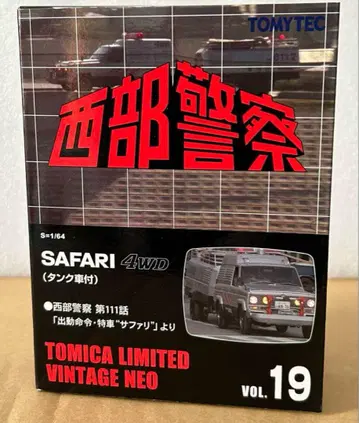 TOMYTEC
西部警察
S=1/64
SAFARI 4WD
(タンク車付)
●西部警察 第111話
「出動命令・特車"サファリ"」より
TOMICA LIMITED
VINTAGE NEO
VOL.19